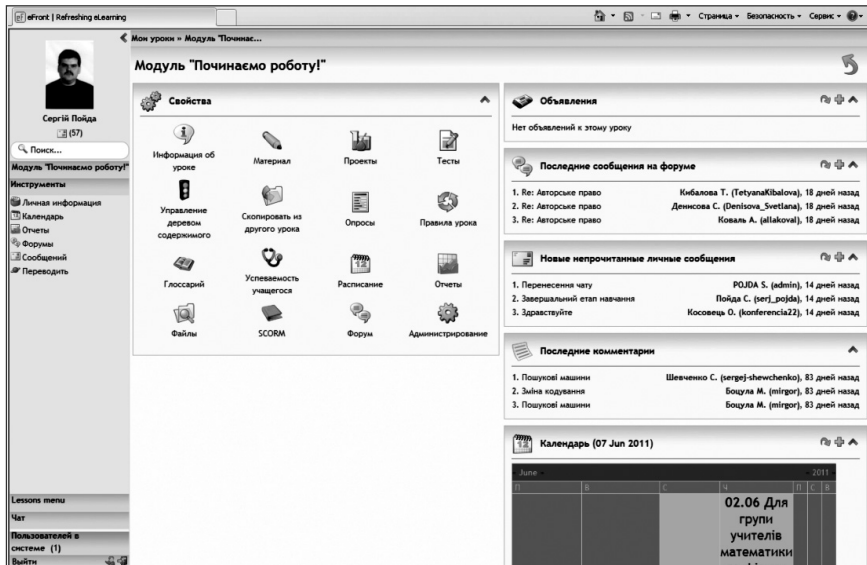 eFront | Refreshing eLearning
Страница
Безопасность
Сервис
Сергій Пойда
(57)
Поиск...
Модуль "Починаємо роботу!"
Инструменты
Личная информация
Календарь
Отчеты
Форумы
Сообщений
Переводить
Lessons menu
Чат
Пользователей в
системе (1)
Выйти
Мои уроки » Модуль "Починає...
Модуль "Починаємо роботу!"
Свойства
Информация об
уроке
Материал
Проекты
Тесты
Управление
деревом
содержимого
Скопировать из
другого урока
Опросы
Правила урока
Глоссарий
Успеваемость
учащегося
Расписание
Отчеты
Файлы
SCORM
Форум
Администрирование
Объявления
Нет объявлений к этому уроку
Последние сообщения на форуме
1. Re: Авторське право Кибалова Т. (TetyanaKibalova), 18 дней назад
2. Re: Авторське право Денисова С. (Denisova_Svetlana), 18 дней назад
3. Re: Авторське право Коваль А. (allakoval), 18 дней назад
Новые непрочитанные личные сообщения
1. Перенесення чату POJDA S. (admin), 14 дней назад
2. Завершальний етап навчання Пойда С. (serj_pojda), 14 дней назад
3. Здравствуйте Косовець О. (konferencia22), 14 дней назад
Последние комментарии
1. Пошукові машини Шевченко С. (sergej-shewchenko), 83 дней назад
2. Зміна кодування Боцула М. (mirgor), 83 дней назад
3. Пошукові машини Боцула М. (mirgor), 83 дней назад
Календарь (07 Jun 2011)
June 2011
П В С Ч П С В
02.06 Для
групи
учителів
математики